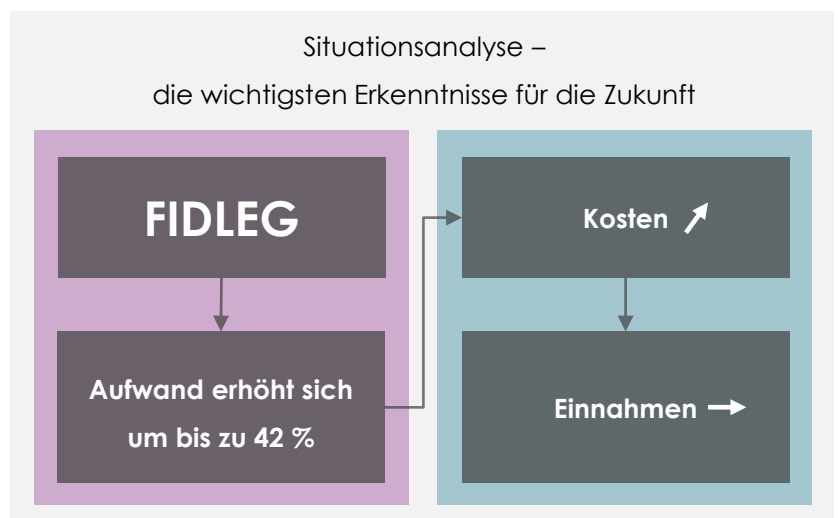 Situationsanalyse –
die wichtigsten Erkenntnisse für die Zukunft
FIDLEG
Aufwand erhöht sich
um bis zu 42 %
Kosten
Einnahmen